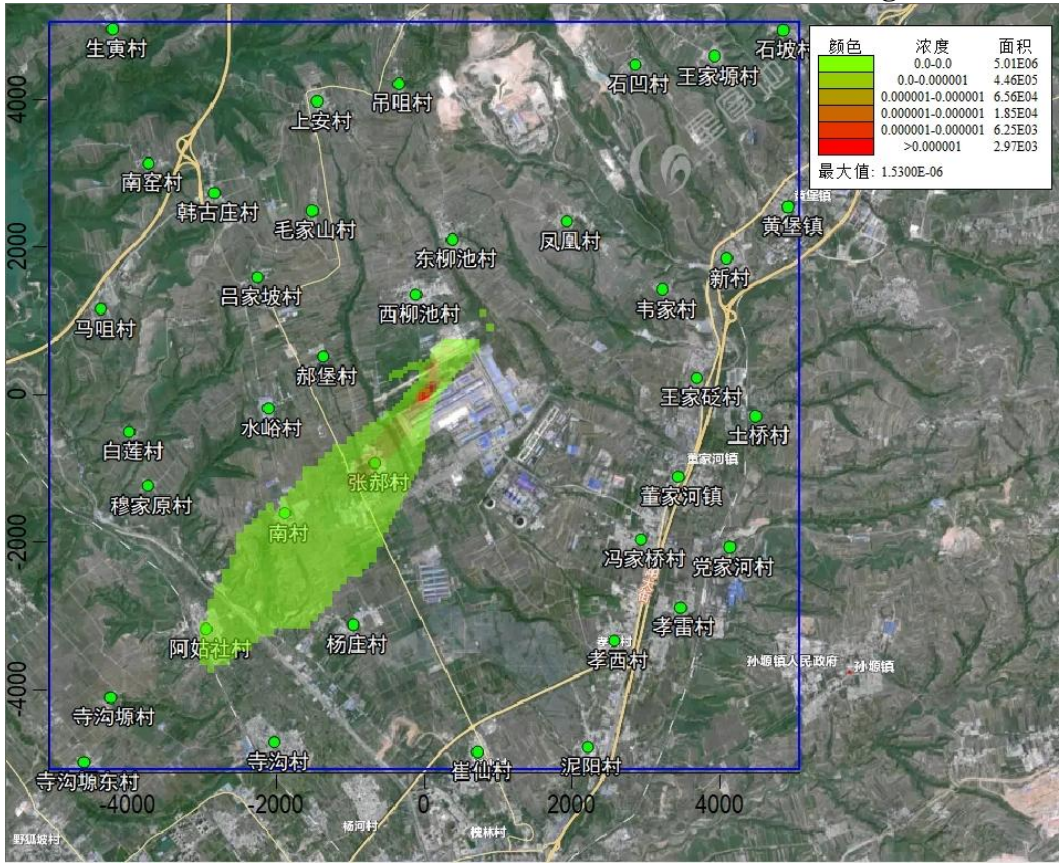 生寅村
石坡村
王家塬村
石凹村
吊咀村
上安村
颜色 浓度 面积
0.0-0.0 5.01E06
0.0-0.000001 4.46E05
0.000001-0.000001 6.56E04
0.000001-0.000001 1.85E04
0.000001-0.000001 6.25E03
>0.000001 2.97E03
最大值: 1.5300E-06
4000
南窑村
韩古庄村
毛家山村
黄堡镇
黄堡镇
凤凰村
东柳池村
2000
新村
吕家坡村
西柳池村
韦家村
马咀村
郝堡村
0
王家砭村
水峪村
土桥村
白莲村
董家河镇
张郝村
穆家原村
董家河镇
南村
-2000
冯家桥村
党家河村
阿姑社村
杨庄村
孝雷村
孝西村
孙塬镇人民政府
孙塬镇
-4000
寺沟塬村
寺沟村
崔仙村
泥阳村
寺沟塬东村
-4000 -2000 0 2000 4000
野狐坡村
杨河村
槐林村